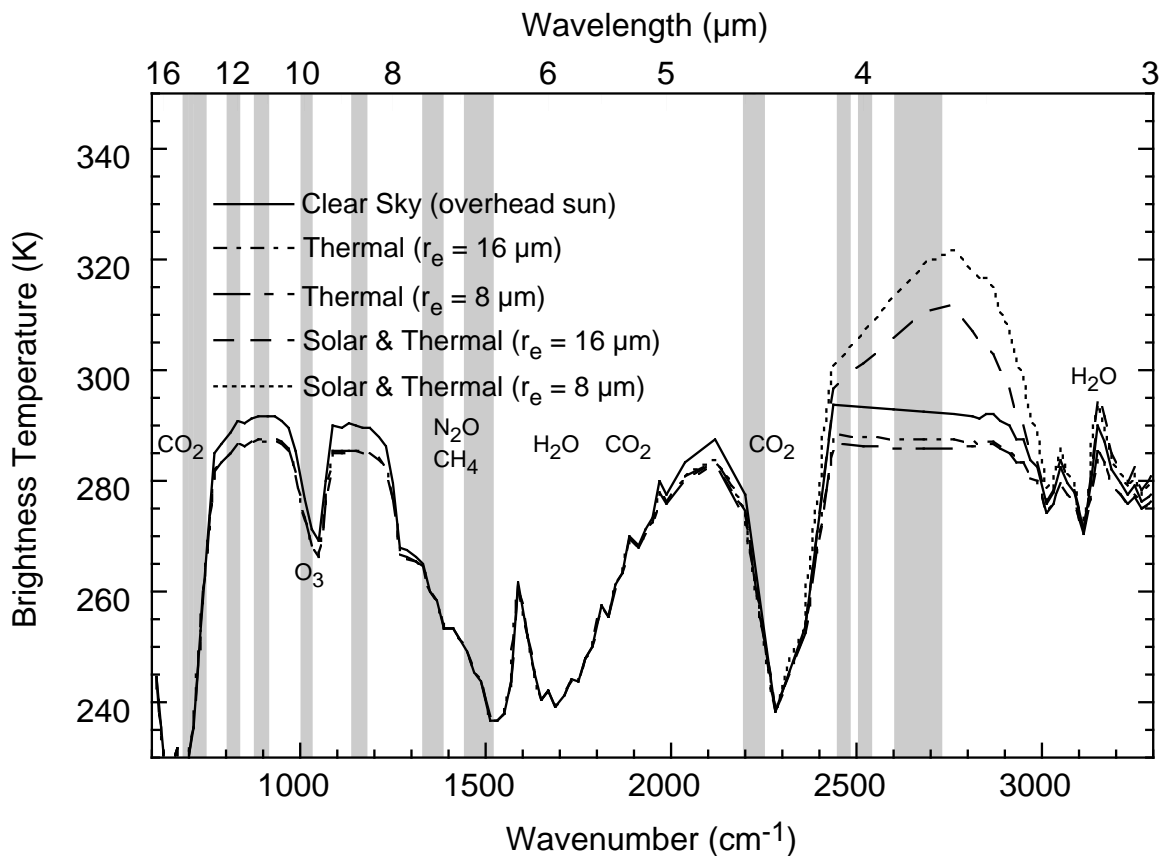 Wavelength (µm)
16 12 10 8 6 5 4 3
340
320
300
280
260
240
Brightness Temperature (K)
Clear Sky (overhead sun)
Thermal (re = 16 µm)
Thermal (re = 8 µm)
Solar & Thermal (re = 16 µm)
Solar & Thermal (re = 8 µm)
H2O
N2O
CO2 CH4 H2O CO2 CO2
O3
1000 1500 2000 2500 3000
Wavenumber (cm-1)